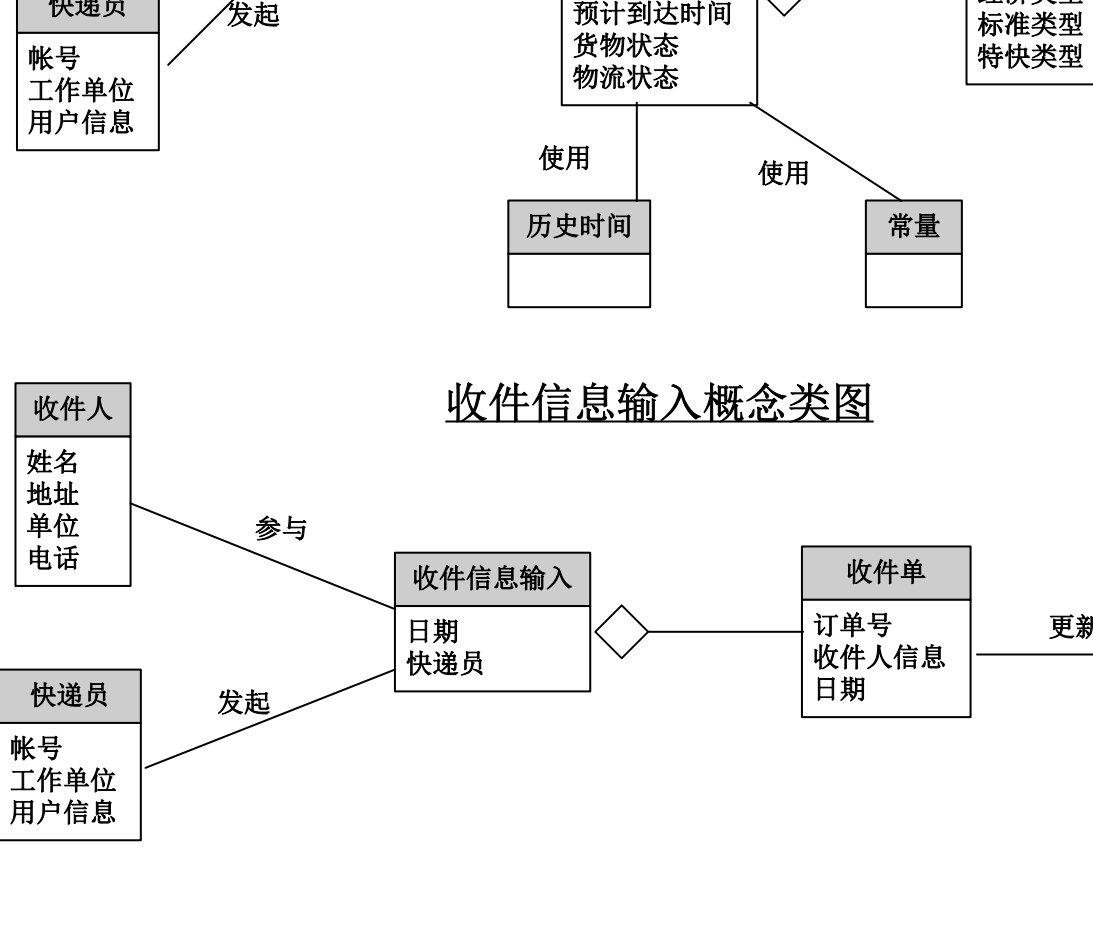 快递员
帐号
工作单位
用户信息
发起
预计到达时间
货物状态
物流状态
标准类型
特快类型
使用
使用
历史时间
常量
收件信息输入概念类图
收件人
姓名
地址
单位
电话
参与
收件信息输入
日期
快递员
收件单
订单号
收件人信息
日期
更新
快递员
帐号
工作单位
用户信息
发起